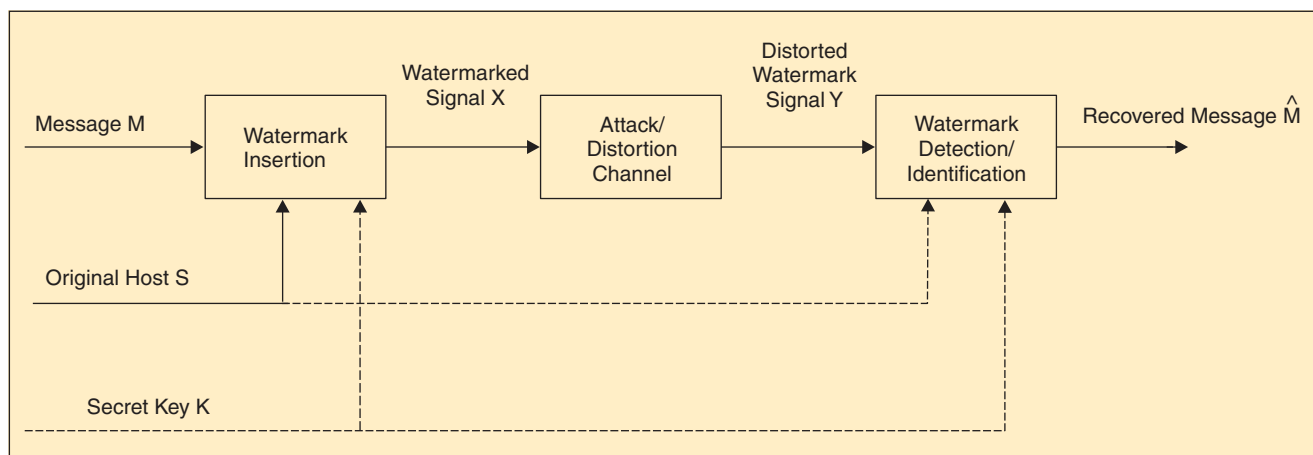 Message M
Watermark
Insertion
Watermarked
Signal X
Attack/
Distortion
Channel
Distorted
Watermark
Signal Y
Watermark
Detection/
Identification
Recovered Message M̂
Original Host S
Secret Key K